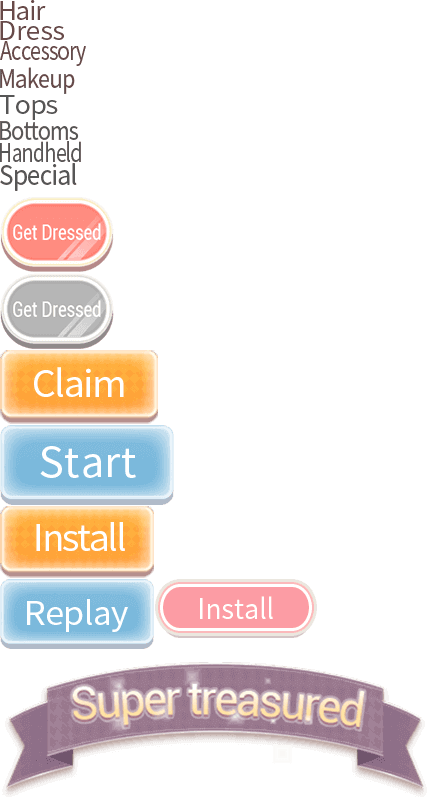 Hair
Dress
Accessory
Makeup
Tops
Bottoms
Handheld
Special
Get Dressed
Get Dressed
Claim
Start
Install
Replay
Install
Super treasured